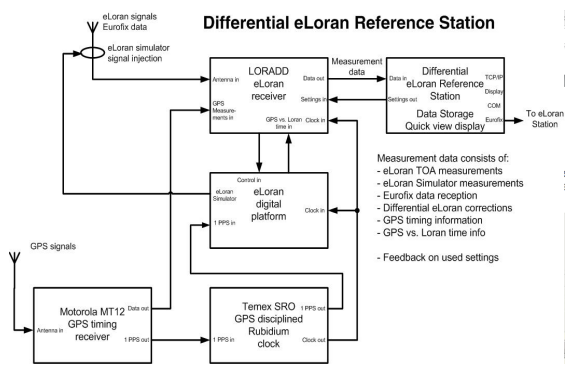 Differential eLoran Reference Station
eLoran signals
Eurofix data
eLoran simulator
signal injection
LORADD
eLoran
receiver
Antenna in
Data out
GPS
Measure-
ments in
Settings in
GPS vs. Loran
time in
Clock in
Measurement
data
Differential
eLoran Reference
Station
Data Storage
Quick view display
Data in
Settings out
TCP/IP
Display
COM
Eurofix
To eLoran
Station
Control in
eLoran
Simulator
eLoran
digital
platform
1 PPS in
Clock in
Measurement data consists of:
- eLoran TOA measurements
- eLoran Simulator measurements
- Eurofix data reception
- Differential eLoran corrections
- GPS timing information
- GPS vs. Loran time info
- Feedback on used settings
GPS signals
Motorola MT12
GPS timing
receiver
Antenna in
Data out
1 PPS out
Temex SRO
GPS disciplined
Rubidium
clock
1 PPS in
1 PPS out
Clock out